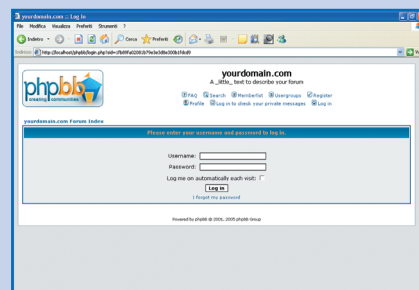 yourdomain.com :: Log In
File Modifica Visualizza Preferiti Strumenti ?
Indietro Cerca Preferiti
Indirizzo
phpBB
creating communities
yourdomain.com
A _little_ text to describe your forum
FAQ Search Memberlist Usergroups Register
Profile Log in to check your private messages Log in
yourdomain.com Forum Index
Please enter your username and password to log in.
Username:
Password:
Log me on automatically each visit:
Log in
I forgot my password
Powered by phpBB © 2001, 2005 phpBB Group